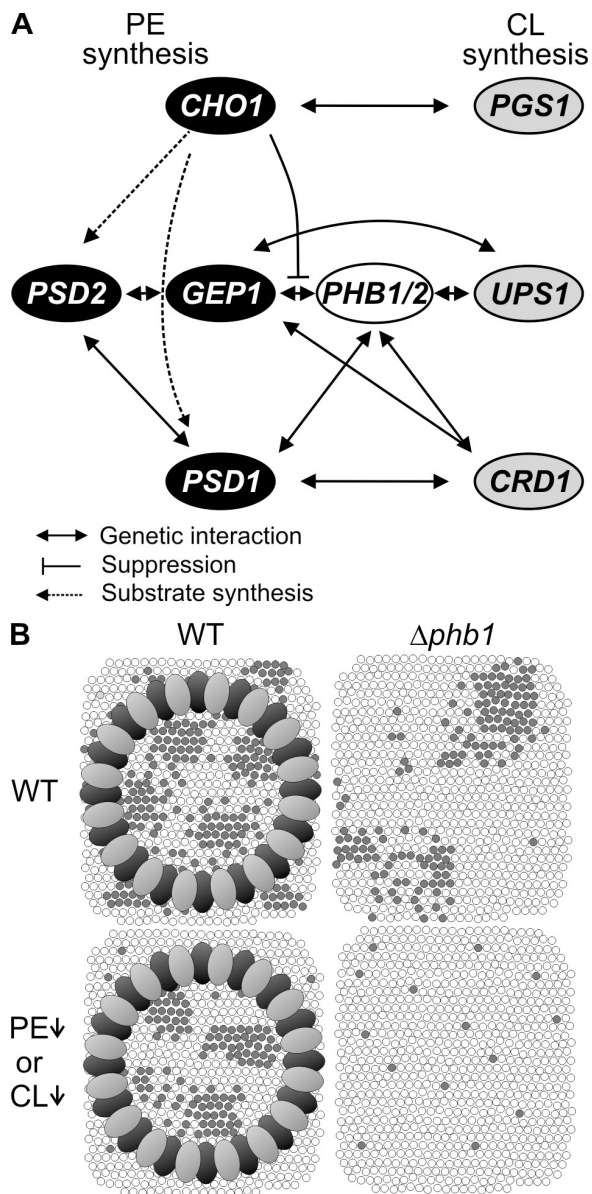 A
PE
synthesis
CL
synthesis
CHO1
PGS1
PSD2
GEP1
PHB1/2
UPS1
PSD1
CRD1
Genetic interaction
Suppression
Substrate synthesis
B
WT
Δphb1
WT
PE↓
or
CL↓